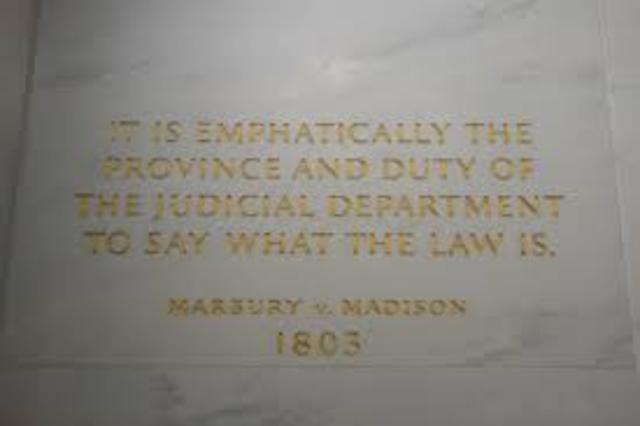 IT IS EMPHATICALLY THE
PROVINCE AND DUTY OF
THE JUDICIAL DEPARTMENT
TO SAY WHAT THE LAW IS.
MARBURY v. MADISON
1803